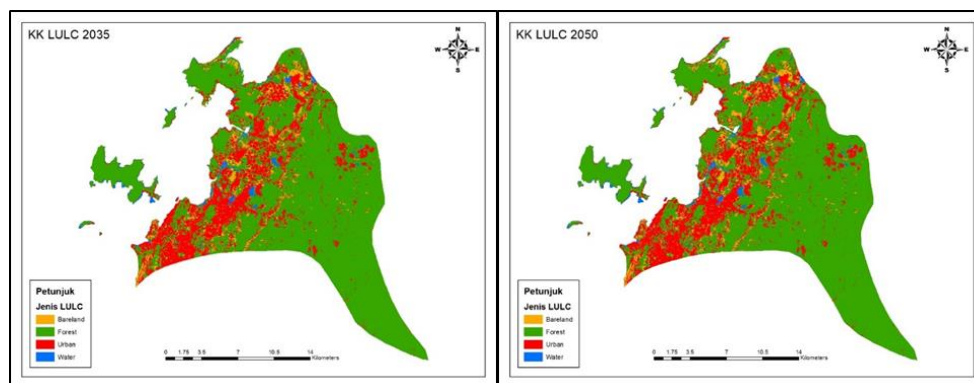 KK LULC 2035
N
W E
S
Petunjuk
Jenis LULC
Bareland
Forest
Urban
Water
0 1.75 3.5 7 10.5 14
Kilometers
KK LULC 2050
N
W E
S
Petunjuk
Jenis LULC
Bareland
Forest
Urban
Water
0 1.75 3.5 7 10.5 14
Kilometers